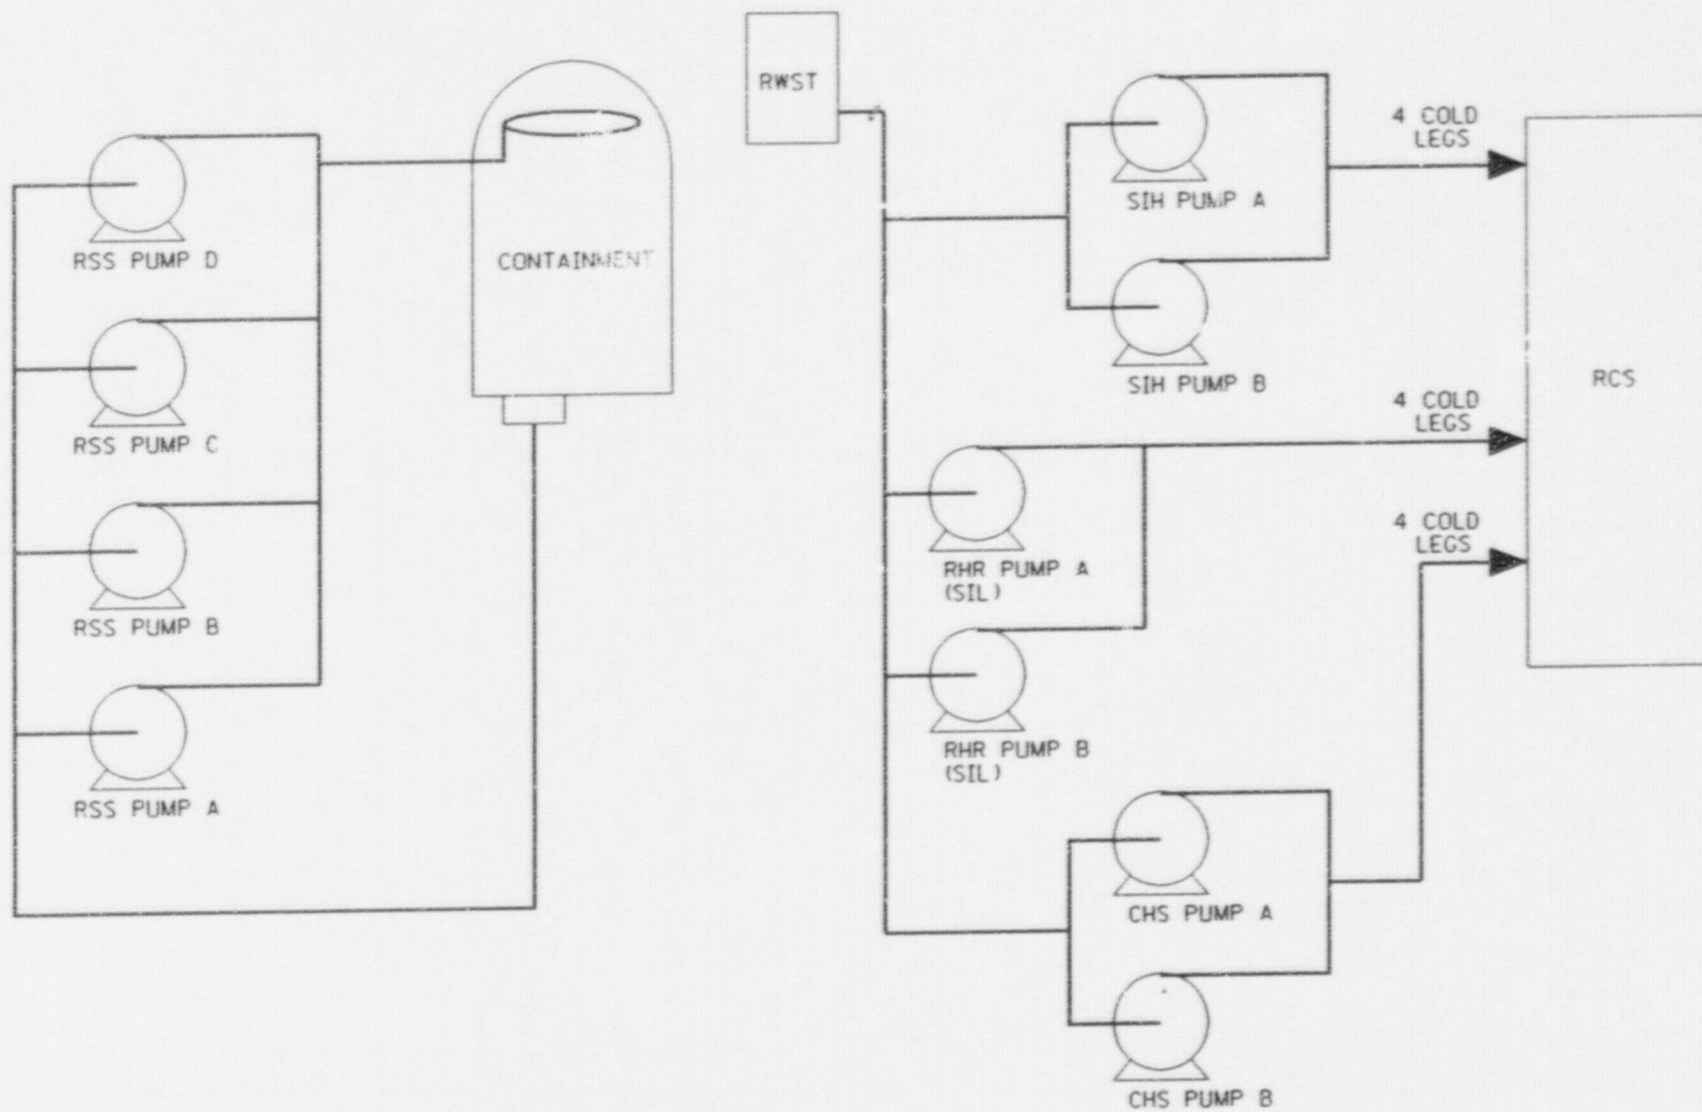 RWST
4 COLD
LEGS
SIH PUMP A
RSS PUMP D
CONTAINMENT
RCS
SIH PUMP B
4 COLD
LEGS
RSS PUMP C
4 COLD
LEGS
RHR PUMP A
(SIL)
RSS PUMP B
RHR PUMP B
(SIL)
RSS PUMP A
CHS PUMP A
CHS PUMP B